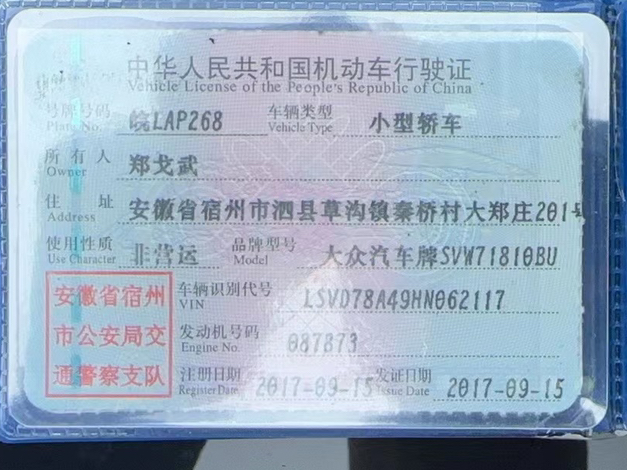 中华人民共和国机动车行驶证
Vehicle License of the People's Republic of China
号牌号码 皖LAP268 车辆类型 小型轿车
Plate No. Vehicle Type
所有人 郑戈武
Owner
住址 安徽省宿州市泗县草沟镇秦桥村大郑庄201号
Address
使用性质 非营运 品牌型号 大众汽车牌SVW71810BU
Use Character Model
安徽省宿州 车辆识别代号 LSVD78A49HN062117
VIN
市公安局交 发动机号码 087873
Engine No.
通警察支队 注册日期 2017-09-15 发证日期 2017-09-15
Register Date Issue Date